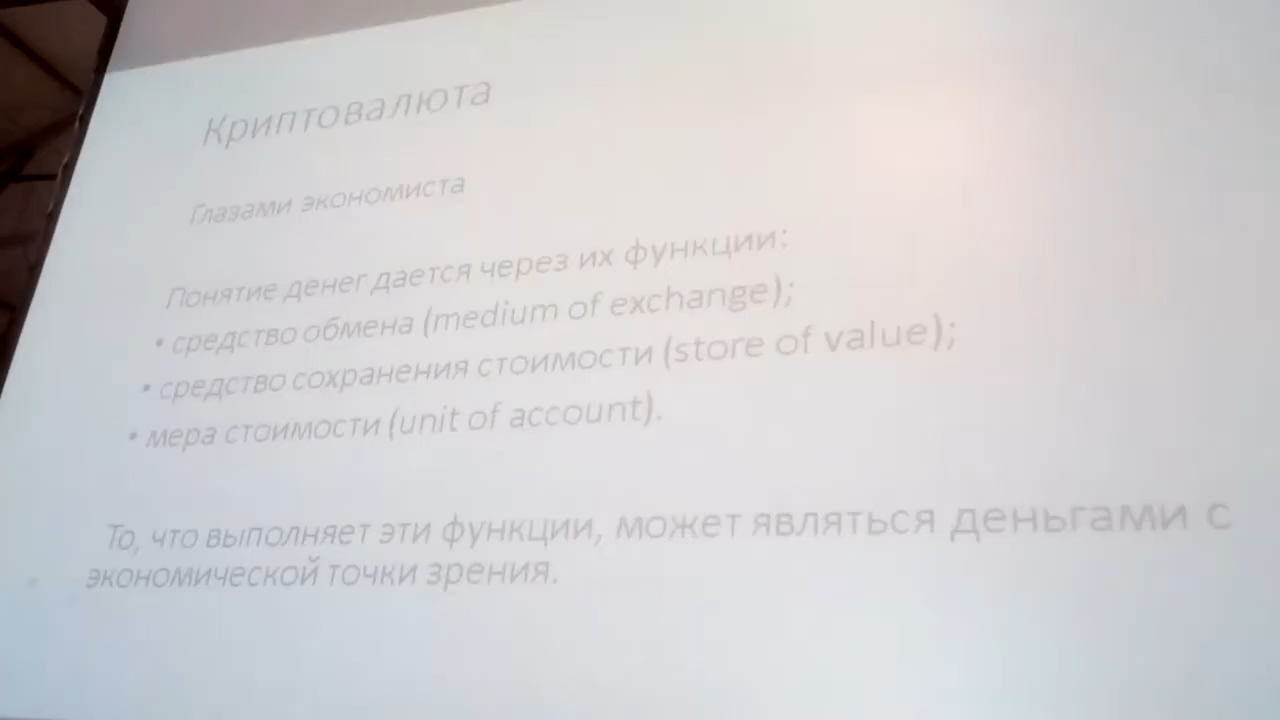 Криптовалюта
Глазами экономиста
Понятие денег дается через их функции:
• средство обмена (medium of exchange);
• средство сохранения стоимости (store of value);
• мера стоимости (unit of account).
То, что выполняет эти функции, может являться деньгами с
экономической точки зрения.